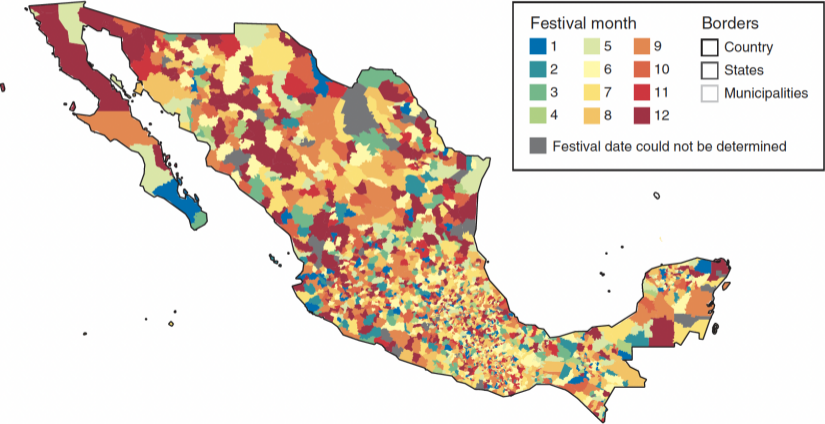 Festival month
Borders
1 5 9
Country
2 6 10
States
3 7 11
Municipalities
4 8 12
Festival date could not be determined